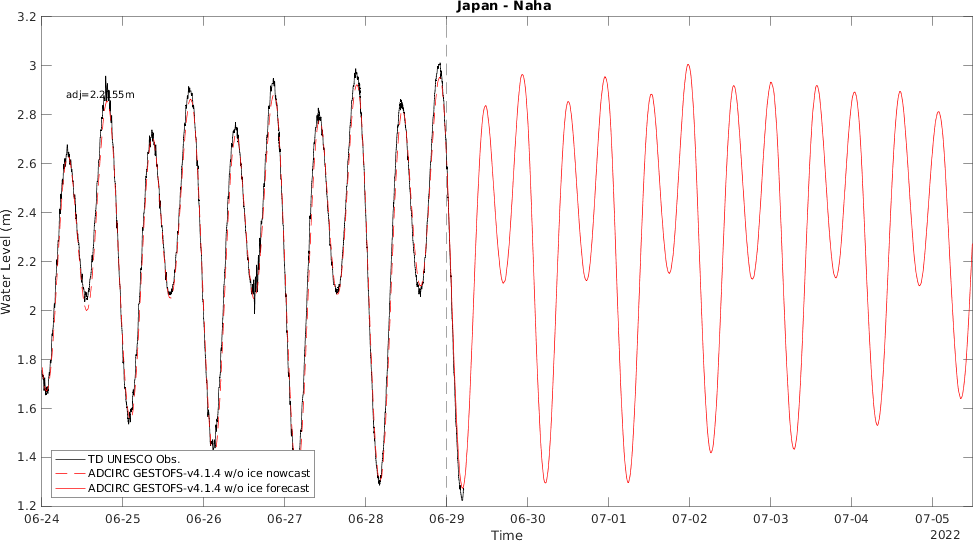 Japan - Naha
3.2
3
2.8
2.6
2.4
2.2
2
1.8
1.6
1.4
1.2
Water Level (m)
adj=2.2155m
TD UNESCO Obs.
ADCIRC GESTOFS-v4.1.4 w/o ice nowcast
ADCIRC GESTOFS-v4.1.4 w/o ice forecast
06-24 06-25 06-26 06-27 06-28 06-29 06-30 07-01 07-02 07-03 07-04 07-05
Time
2022